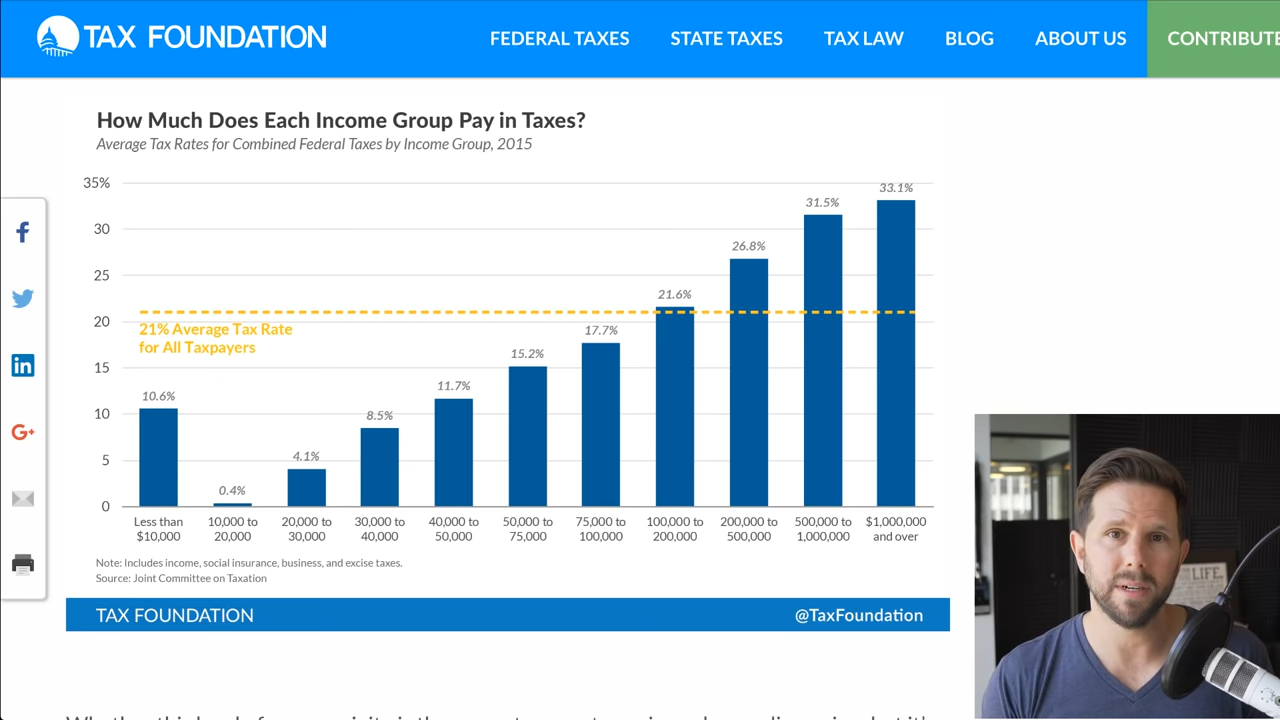 TAX FOUNDATION
FEDERAL TAXES STATE TAXES TAX LAW BLOG ABOUT US CONTRIBUTE
How Much Does Each Income Group Pay in Taxes?
Average Tax Rates for Combined Federal Taxes by Income Group, 2015
35%
30
25
20
15
10
5
0
21% Average Tax Rate
for All Taxpayers
10.6%
0.4%
4.1%
8.5%
11.7%
15.2%
17.7%
21.6%
26.8%
31.5%
33.1%
Less than
$10,000
10,000 to
20,000
20,000 to
30,000
30,000 to
40,000
40,000 to
50,000
50,000 to
75,000
75,000 to
100,000
100,000 to
200,000
200,000 to
500,000
500,000 to
1,000,000
$1,000,000
and over
Note: Includes income, social insurance, business, and excise taxes.
Source: Joint Committee on Taxation
TAX FOUNDATION
@TaxFoundation
f
in
G+
LIFE.